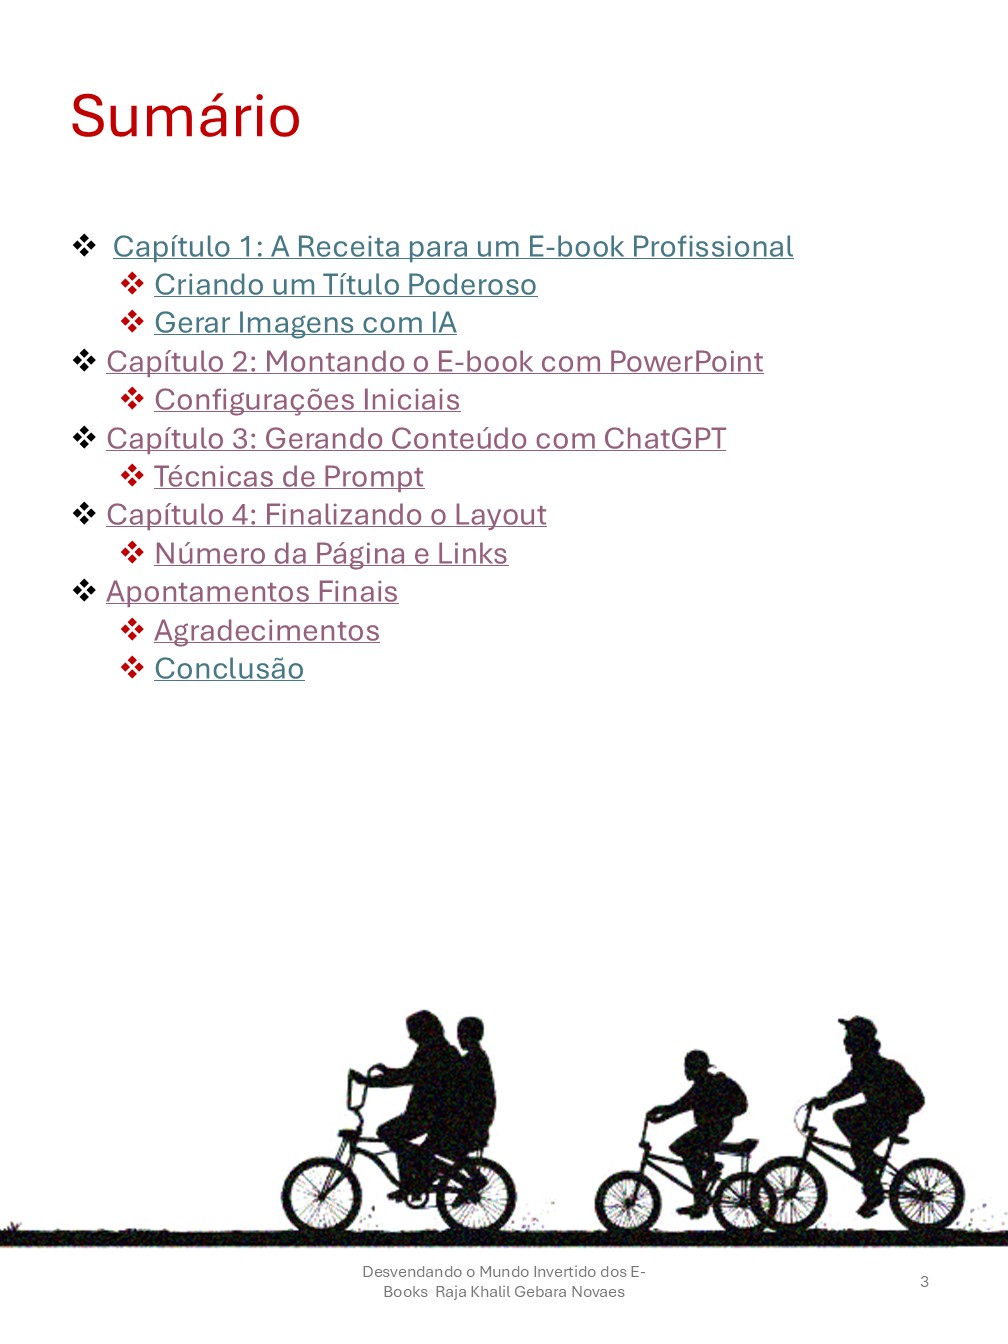 Sumário
❖ Capítulo 1: A Receita para um E-book Profissional
❖ Criando um Título Poderoso
❖ Gerar Imagens com IA
❖ Capítulo 2: Montando o E-book com PowerPoint
❖ Configurações Iniciais
❖ Capítulo 3: Gerando Conteúdo com ChatGPT
❖ Técnicas de Prompt
❖ Capítulo 4: Finalizando o Layout
❖ Número da Página e Links
❖ Apontamentos Finais
❖ Agradecimentos
❖ Conclusão
Desvendando o Mundo Invertido dos E-
Books  Raja Khalil Gebara Novaes
3